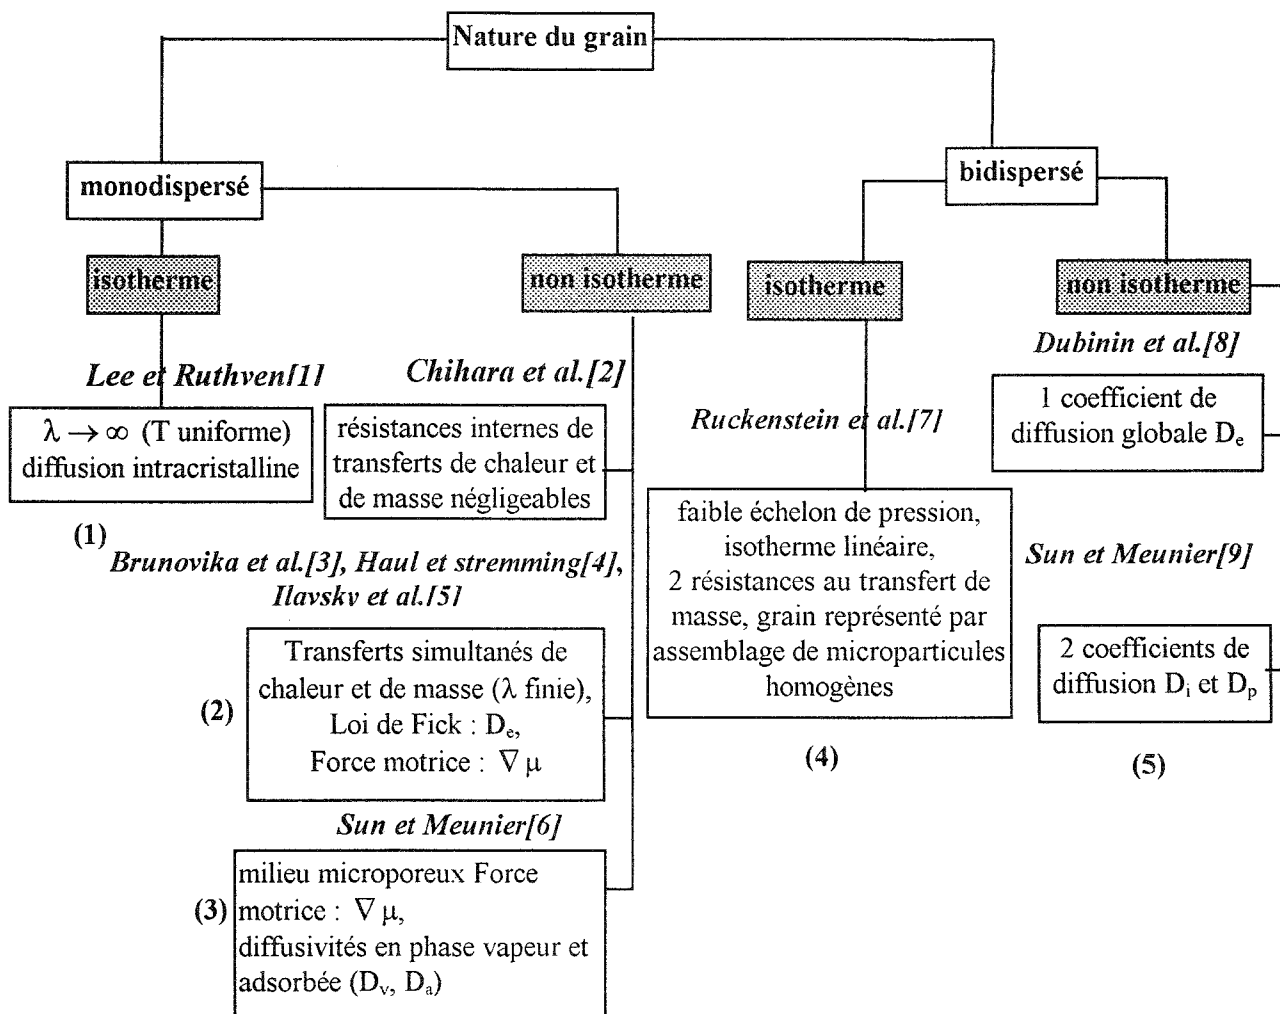 Nature du grain
monodispersé
bidispersé
isotherme
non isotherme
isotherme
non isotherme
Lee et Ruthven[1]
λ → ∞ (T uniforme)
diffusion intracristalline
(1)
Chihara et al.[2]
résistances internes de
transferts de chaleur et
de masse négligeables
Brunovika et al.[3], Haul et stremming[4],
Ilavskv et al.[5]
Transferts simultanés de
chaleur et de masse (λ finie),
Loi de Fick : Dₑ,
Force motrice : ∇ μ
(2)
Sun et Meunier[6]
milieu microporeux Force
motrice : ∇ μ,
diffusivités en phase vapeur et
adsorbée (Dᵥ, Dₐ)
(3)
Ruckenstein et al.[7]
faible échelon de pression,
isotherme linéaire,
2 résistances au transfert de
masse, grain représenté par
assemblage de microparticules
homogènes
(4)
Dubinin et al.[8]
1 coefficient de
diffusion globale Dₑ
Sun et Meunier[9]
2 coefficients de
diffusion Dᵢ et Dₚ
(5)